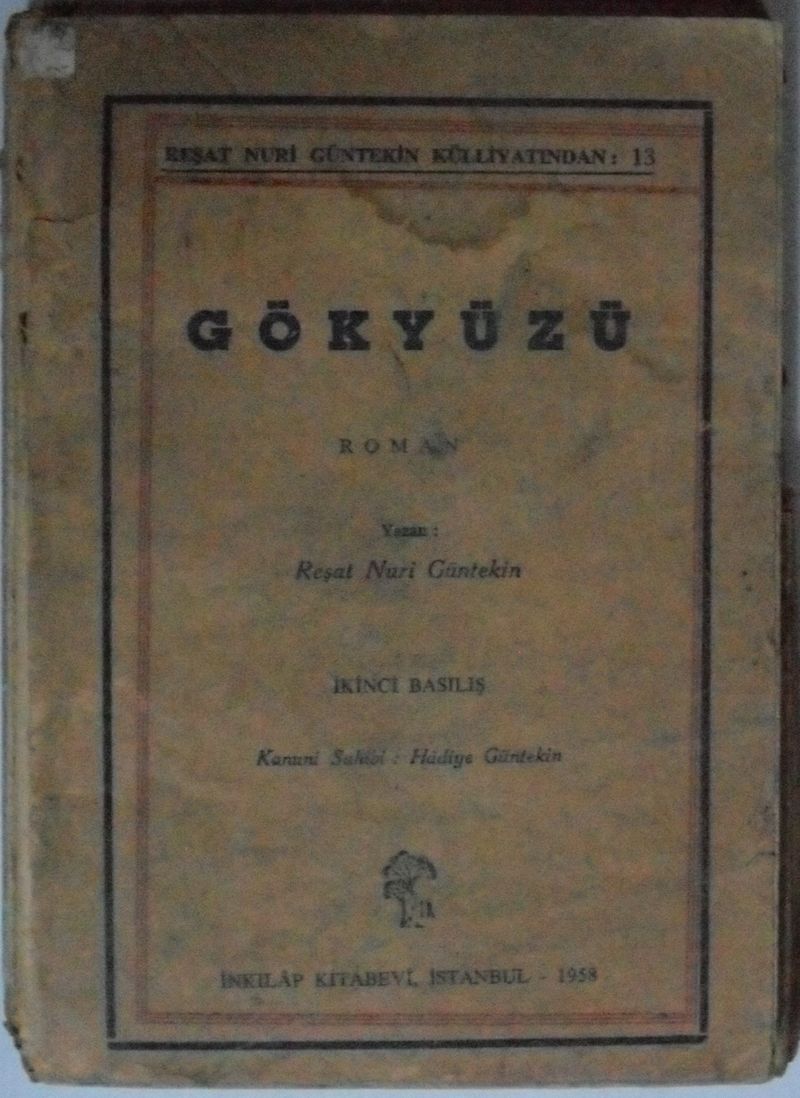 REŞAT NURİ GÜNTEKİN KÜLLİYATINDAN: 13
GÖKYÜZÜ
ROMAN
Yazan :
Reşat Nuri Güntekin
İKİNCİ BASILIŞ
Kanuni Sahibi : Hâdiye Güntekin
İNKILÂP KİTABEVİ, İSTANBUL - 1958